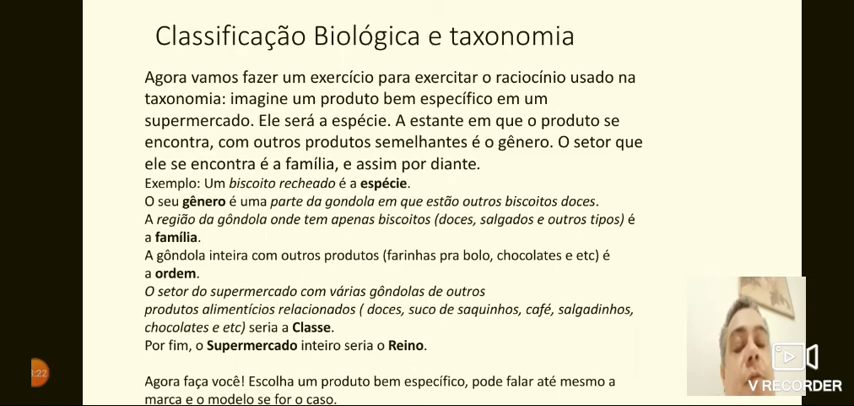 Classificação Biológica e taxonomia
Agora vamos fazer um exercício para exercitar o raciocínio usado na
taxonomia: imagine um produto bem específico em um
supermercado. Ele será a espécie. A estante em que o produto se
encontra, com outros produtos semelhantes é o gênero. O setor que
ele se encontra é a família, e assim por diante.
Exemplo: Um biscoito recheado é a espécie.
O seu gênero é uma parte da gondola em que estão outros biscoitos doces.
A região da gôndola onde tem apenas biscoitos (doces, salgados e outros tipos) é
a família.
A gôndola inteira com outros produtos (farinhas pra bolo, chocolates e etc) é
a ordem.
O setor do supermercado com várias gôndolas de outros
produtos alimentícios relacionados ( doces, suco de saquinhos, café, salgadinhos,
chocolates e etc) seria a Classe.
Por fim, o Supermercado inteiro seria o Reino.
Agora faça você! Escolha um produto bem específico, pode falar até mesmo a
marca e o modelo se for o caso.
V RECORDER